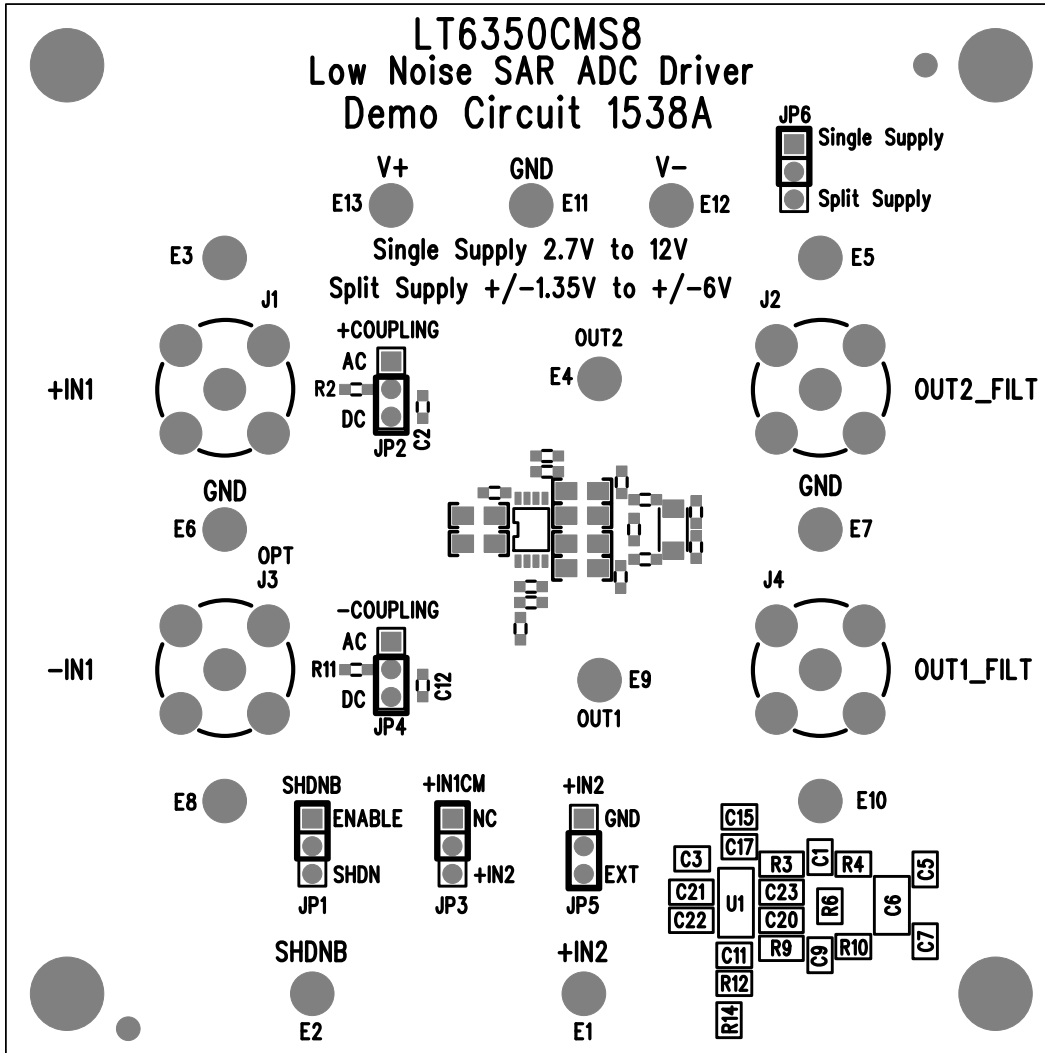 LT6350CMS8
Low Noise SAR ADC Driver
Demo Circuit 1538A
JP6
Single Supply
Split Supply
V+
GND
V-
E13
E11
E12
Single Supply 2.7V to 12V
Split Supply +/-1.35V to +/-6V
E3
E5
J1
J2
+COUPLING
AC
R2
DC
JP2
C2
OUT2
E4
+IN1
OUT2_FILT
GND
E6
GND
E7
OPT
J3
J4
-COUPLING
AC
R11
DC
JP4
C12
-IN1
E9
OUT1
OUT1_FILT
E8
E10
SHDNB
ENABLE
SHDN
JP1
+IN1CM
NC
+IN2
JP3
+IN2
GND
EXT
JP5
C15
C17
C3
R3
C1
R4
C5
C21
U1
C23
R6
C6
C22
C20
C11
R9
C9
R10
C7
R12
R14
SHDNB
E2
+IN2
E1